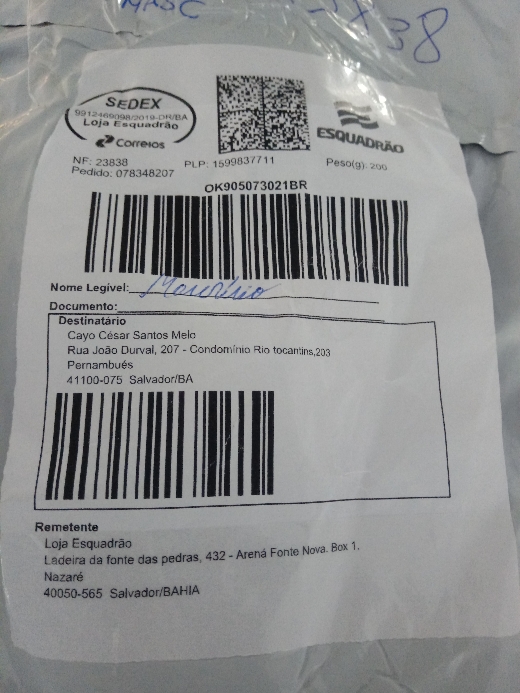 MASC
38
SEDEX
9912469098/2019-DR/BA
Loja Esquadrão
Correios
ESQUADRÃO
NF: 23838 PLP: 1599837711 Peso(g): 200
Pedido: 078348207
OK905073021BR
Nome Legível:
Documento:
Destinatário
Cayo César Santos Melo
Rua João Durval, 207 - Condomínio Rio tocantins,203
Pernambués
41100-075 Salvador/BA
Remetente
Loja Esquadrão
Ladeira da fonte das pedras, 432 - Arena Fonte Nova. Box 1.
Nazaré
40050-565 Salvador/BAHIA